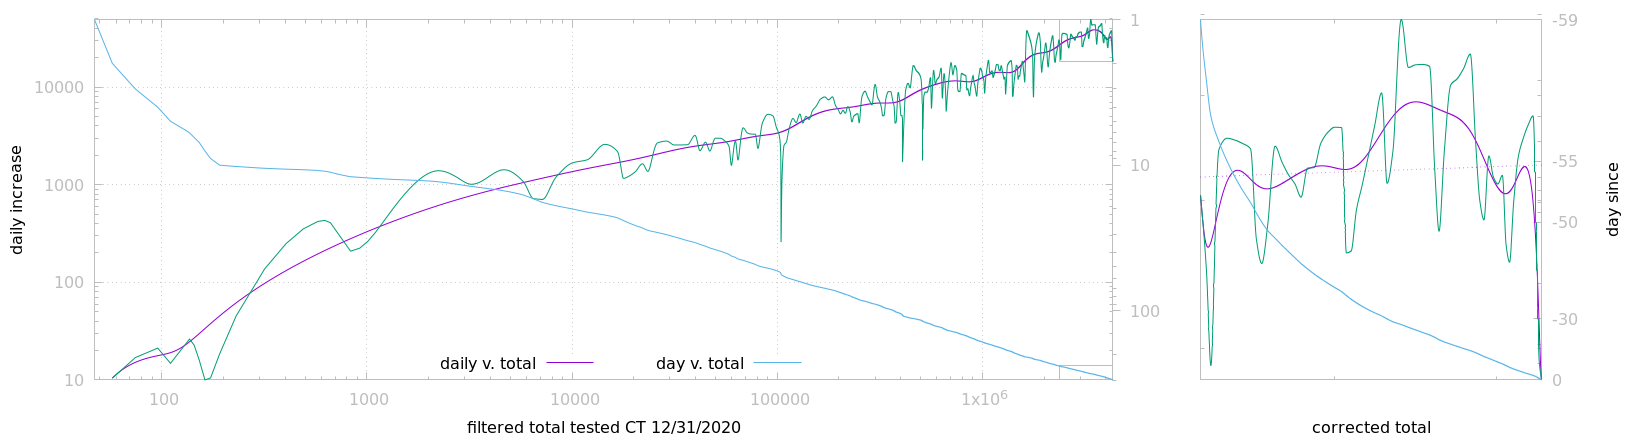 daily increase
10000
1000
100
10
100
1000
10000
100000
1x10⁶
1
10
100
daily v. total
day v. total
filtered total tested CT 12/31/2020
-59
-55
-50
-30
0
day since
corrected total